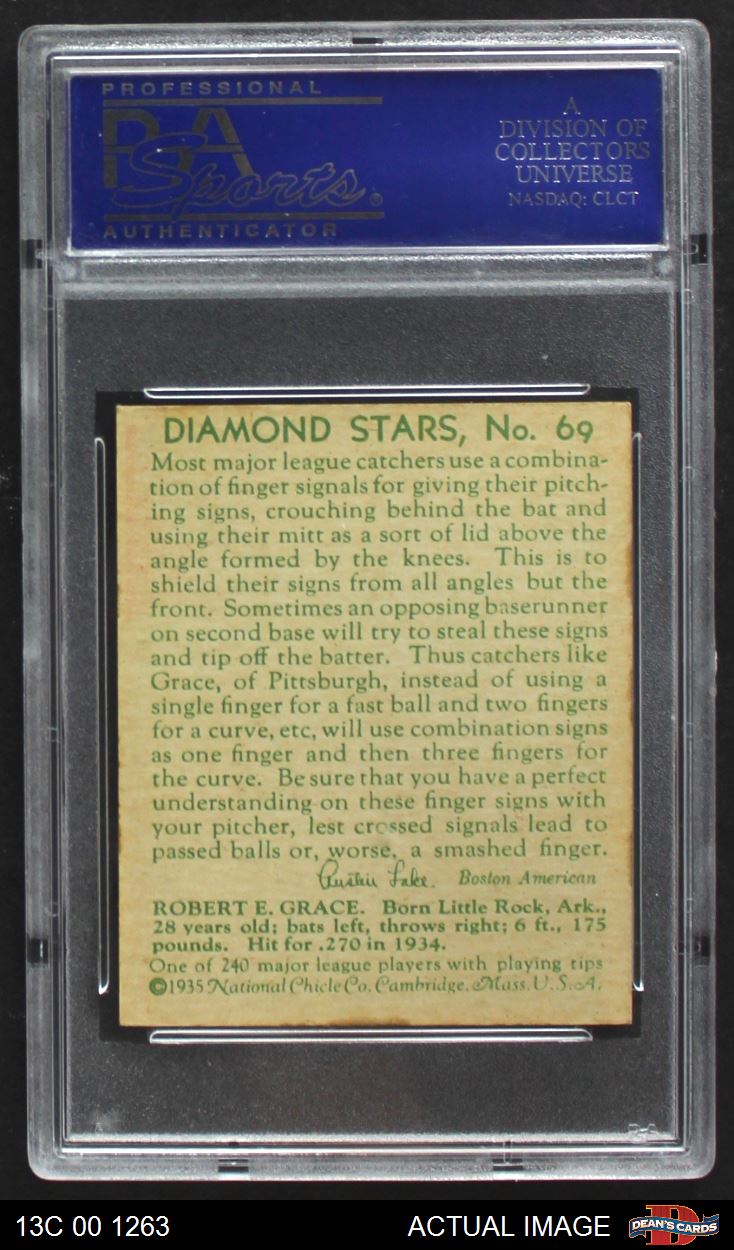 PROFESSIONAL
PSA
Sports
AUTHENTICATOR
A
DIVISION OF
COLLECTORS
UNIVERSE
NASDAQ: CLCT
DIAMOND STARS, No. 69
Most major league catchers use a combina-
tion of finger signals for giving their pitch-
ing signs, crouching behind the bat and
using their mitt as a sort of lid above the
angle formed by the knees. This is to
shield their signs from all angles but the
front. Sometimes an opposing baserunner
on second base will try to steal these signs
and tip off the batter. Thus catchers like
Grace, of Pittsburgh, instead of using a
single finger for a fast ball and two fingers
for a curve, etc, will use combination signs
as one finger and then three fingers for
the curve. Be sure that you have a perfect
understanding on these finger signs with
your pitcher, lest crossed signals lead to
passed balls or, worse, a smashed finger.
Austin Lake. Boston American
ROBERT E. GRACE. Born Little Rock, Ark.,
28 years old; bats left, throws right; 6 ft., 175
pounds. Hit for .270 in 1934.
One of 240 major league players with playing tips
©1935 National Chicle Co. Cambridge. Mass. U. S. A.
PSA
13C 00 1263
ACTUAL IMAGE
D
DEAN'S CARDS